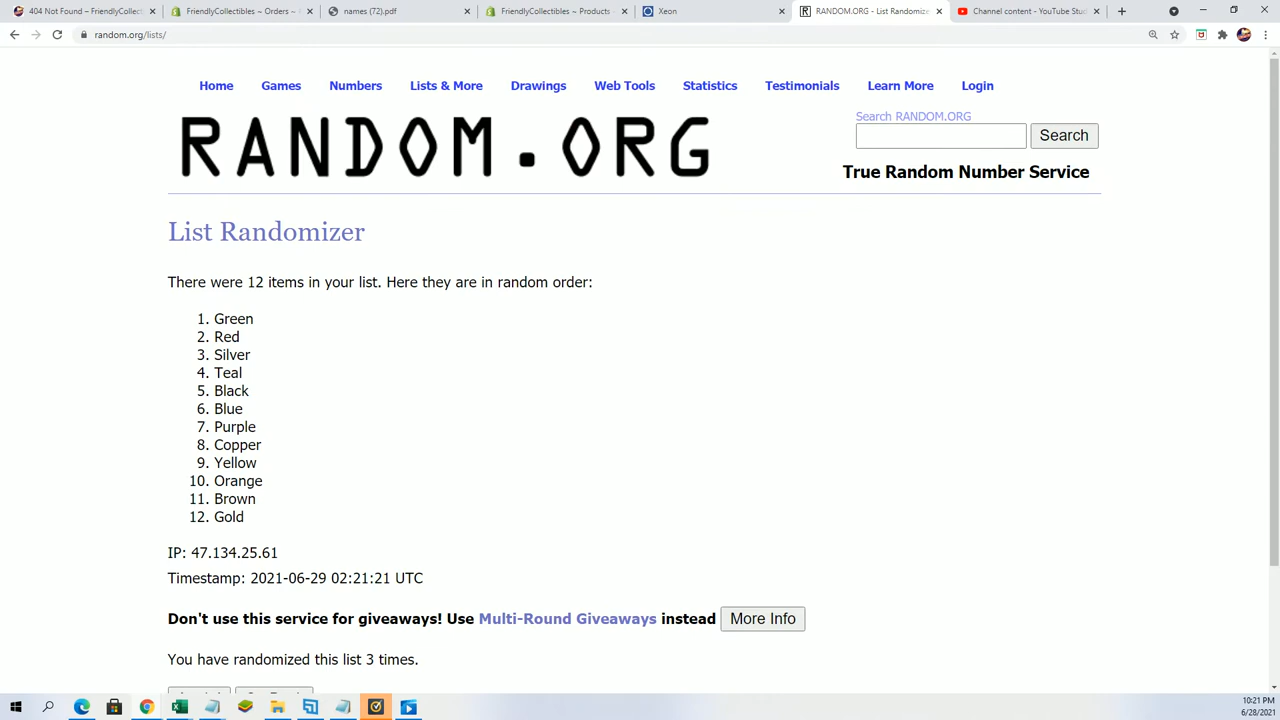 404 Not Found ~ FriendlyCollect
FriendlyCollectibles ~ Orders ~
names (72).pdf
FriendlyCollectibles ~ Products
Xeon
RANDOM.ORG - List Randomize
Channel content - YouTube Stud
random.org/lists/
Home Games Numbers Lists & More Drawings Web Tools Statistics Testimonials Learn More Login
RANDOM.ORG
Search RANDOM.ORG
Search
True Random Number Service
List Randomizer
There were 12 items in your list. Here they are in random order:
1. Green
2. Red
3. Silver
4. Teal
5. Black
6. Blue
7. Purple
8. Copper
9. Yellow
10. Orange
11. Brown
12. Gold
IP: 47.134.25.61
Timestamp: 2021-06-29 02:21:21 UTC
Don't use this service for giveaways! Use Multi-Round Giveaways instead More Info
You have randomized this list 3 times.
10:21 PM
6/28/2021